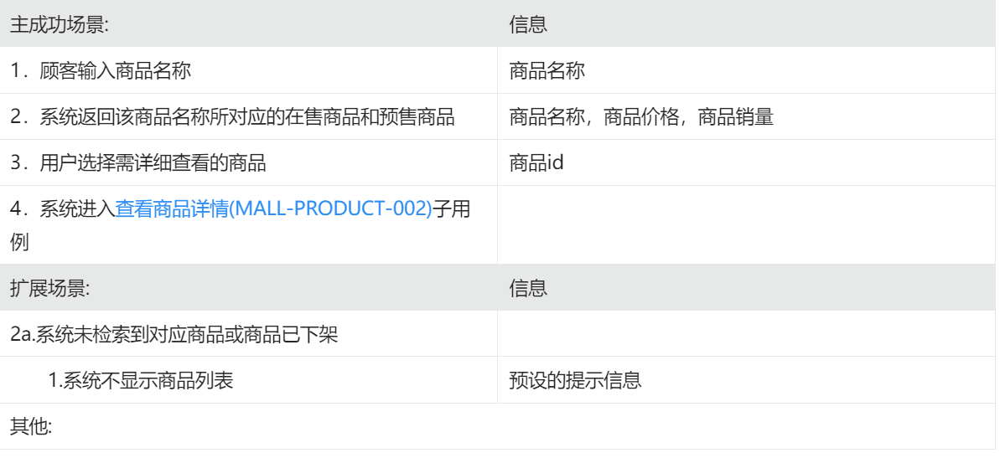 主成功场景: 信息
1．顾客输入商品名称 商品名称
2．系统返回该商品名称所对应的在售商品和预售商品 商品名称，商品价格，商品销量
3．用户选择需详细查看的商品 商品id
4．系统进入查看商品详情(MALL-PRODUCT-002)子用
例
扩展场景: 信息
2a.系统未检索到对应商品或商品已下架
1.系统不显示商品列表 预设的提示信息
其他: